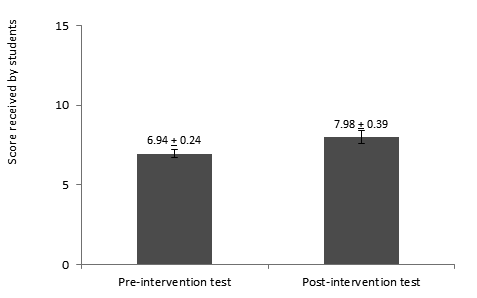 Score received by students
15
10
5
0
6.94 ± 0.24
7.98 ± 0.39
Pre-intervention test
Post-intervention test